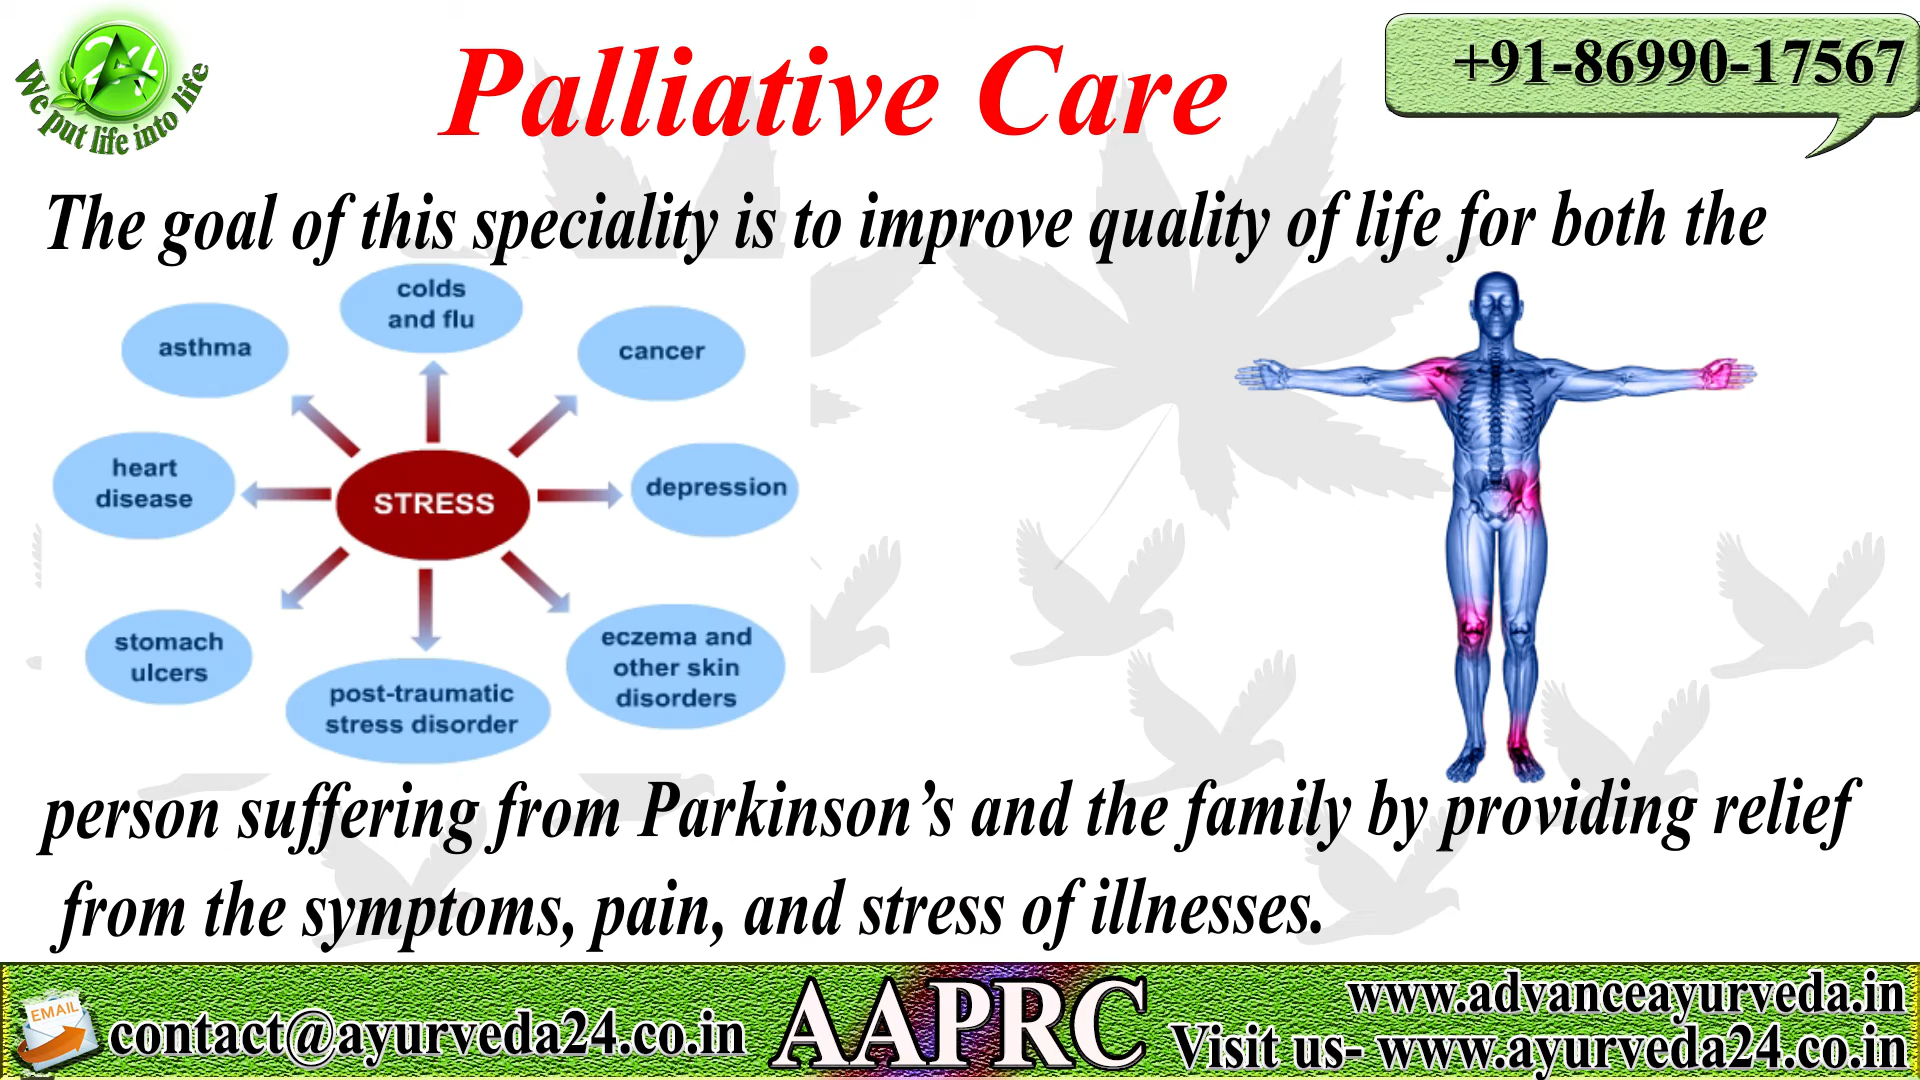 We put life into life
24
A
Palliative Care
+91-86990-17567
The goal of this speciality is to improve quality of life for both the
colds
and flu
asthma
cancer
heart
disease
STRESS
depression
stomach
ulcers
post-traumatic
stress disorder
eczema and
other skin
disorders
person suffering from Parkinson’s and the family by providing relief
from the symptoms, pain, and stress of illnesses.
EMAIL
contact@ayurveda24.co.in
AAPRC
www.advanceayurveda.in
Visit us- www.ayurveda24.co.in